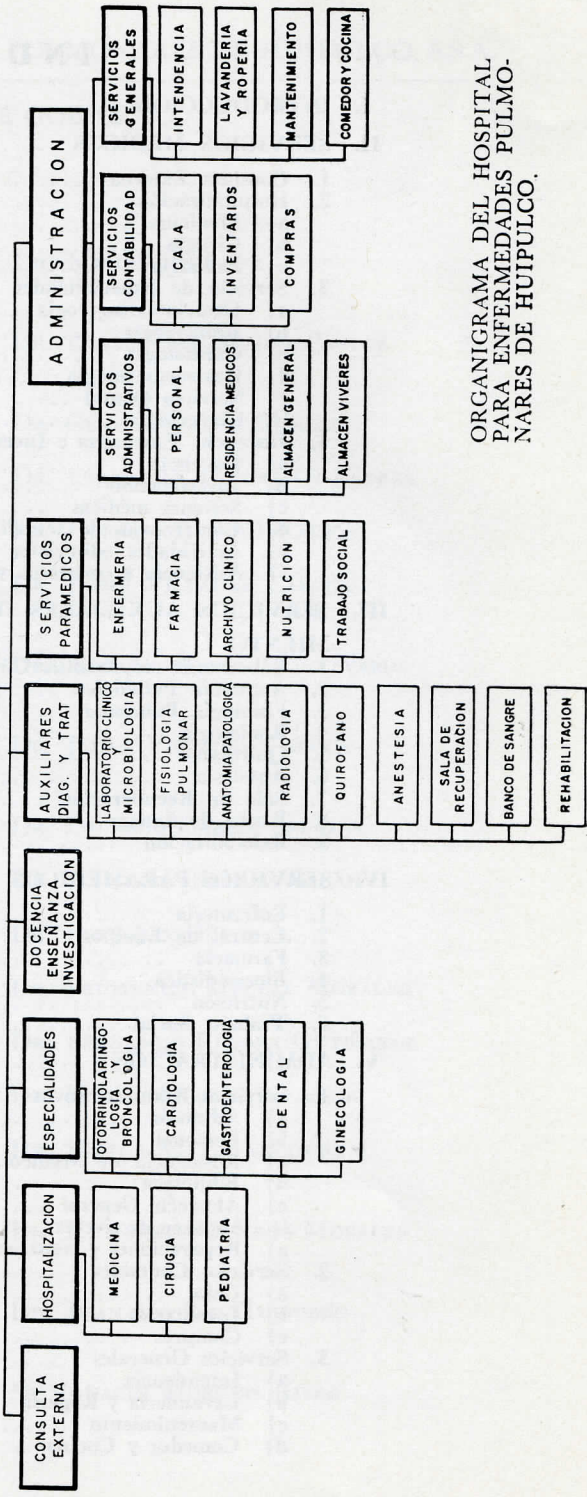 CONSULTA
EXTERNA
HOSPITALIZACION
MEDICINA
CIRUGIA
PEDIATRIA
ESPECIALIDADES
OTORRINOLARINGO-
LOGIA Y
BRONCOLOGIA
CARDIOLOGIA
GASTROENTEROLOGIA
DENTAL
GINECOLOGIA
DOCENCIA
ENSEÑANZA
INVESTIGACION
AUXILIARES
DIAG. Y TRAT
LABORATORIO CLINICO
Y
MICROBIOLOGIA
FISIOLOGIA
PULMONAR
ANATOMIA PATOLOGICA
RADIOLOGIA
QUIROFANO
ANESTESIA
SALA DE
RECUPERACION
BANCO DE SANGRE
REHABILITACION
SERVICIOS
PARAMEDICOS
ENFERMERIA
FARMACIA
ARCHIVO CLINICO
NUTRICION
TRABAJO SOCIAL
ADMINISTRACION
SERVICIOS
ADMINISTRATIVOS
PERSONAL
RESIDENCIA MEDICOS
ALMACEN GENERAL
ALMACEN VIVERES
SERVICIOS
CONTABILIDAD
CAJA
INVENTARIOS
COMPRAS
SERVICIOS
GENERALES
INTENDENCIA
LAVANDERIA
Y ROPERIA
MANTENIMIENTO
COMEDOR Y COCINA
ORGANIGRAMA DEL HOSPITAL
PARA ENFERMEDADES PULMO-
NARES DE HUIPULCO.